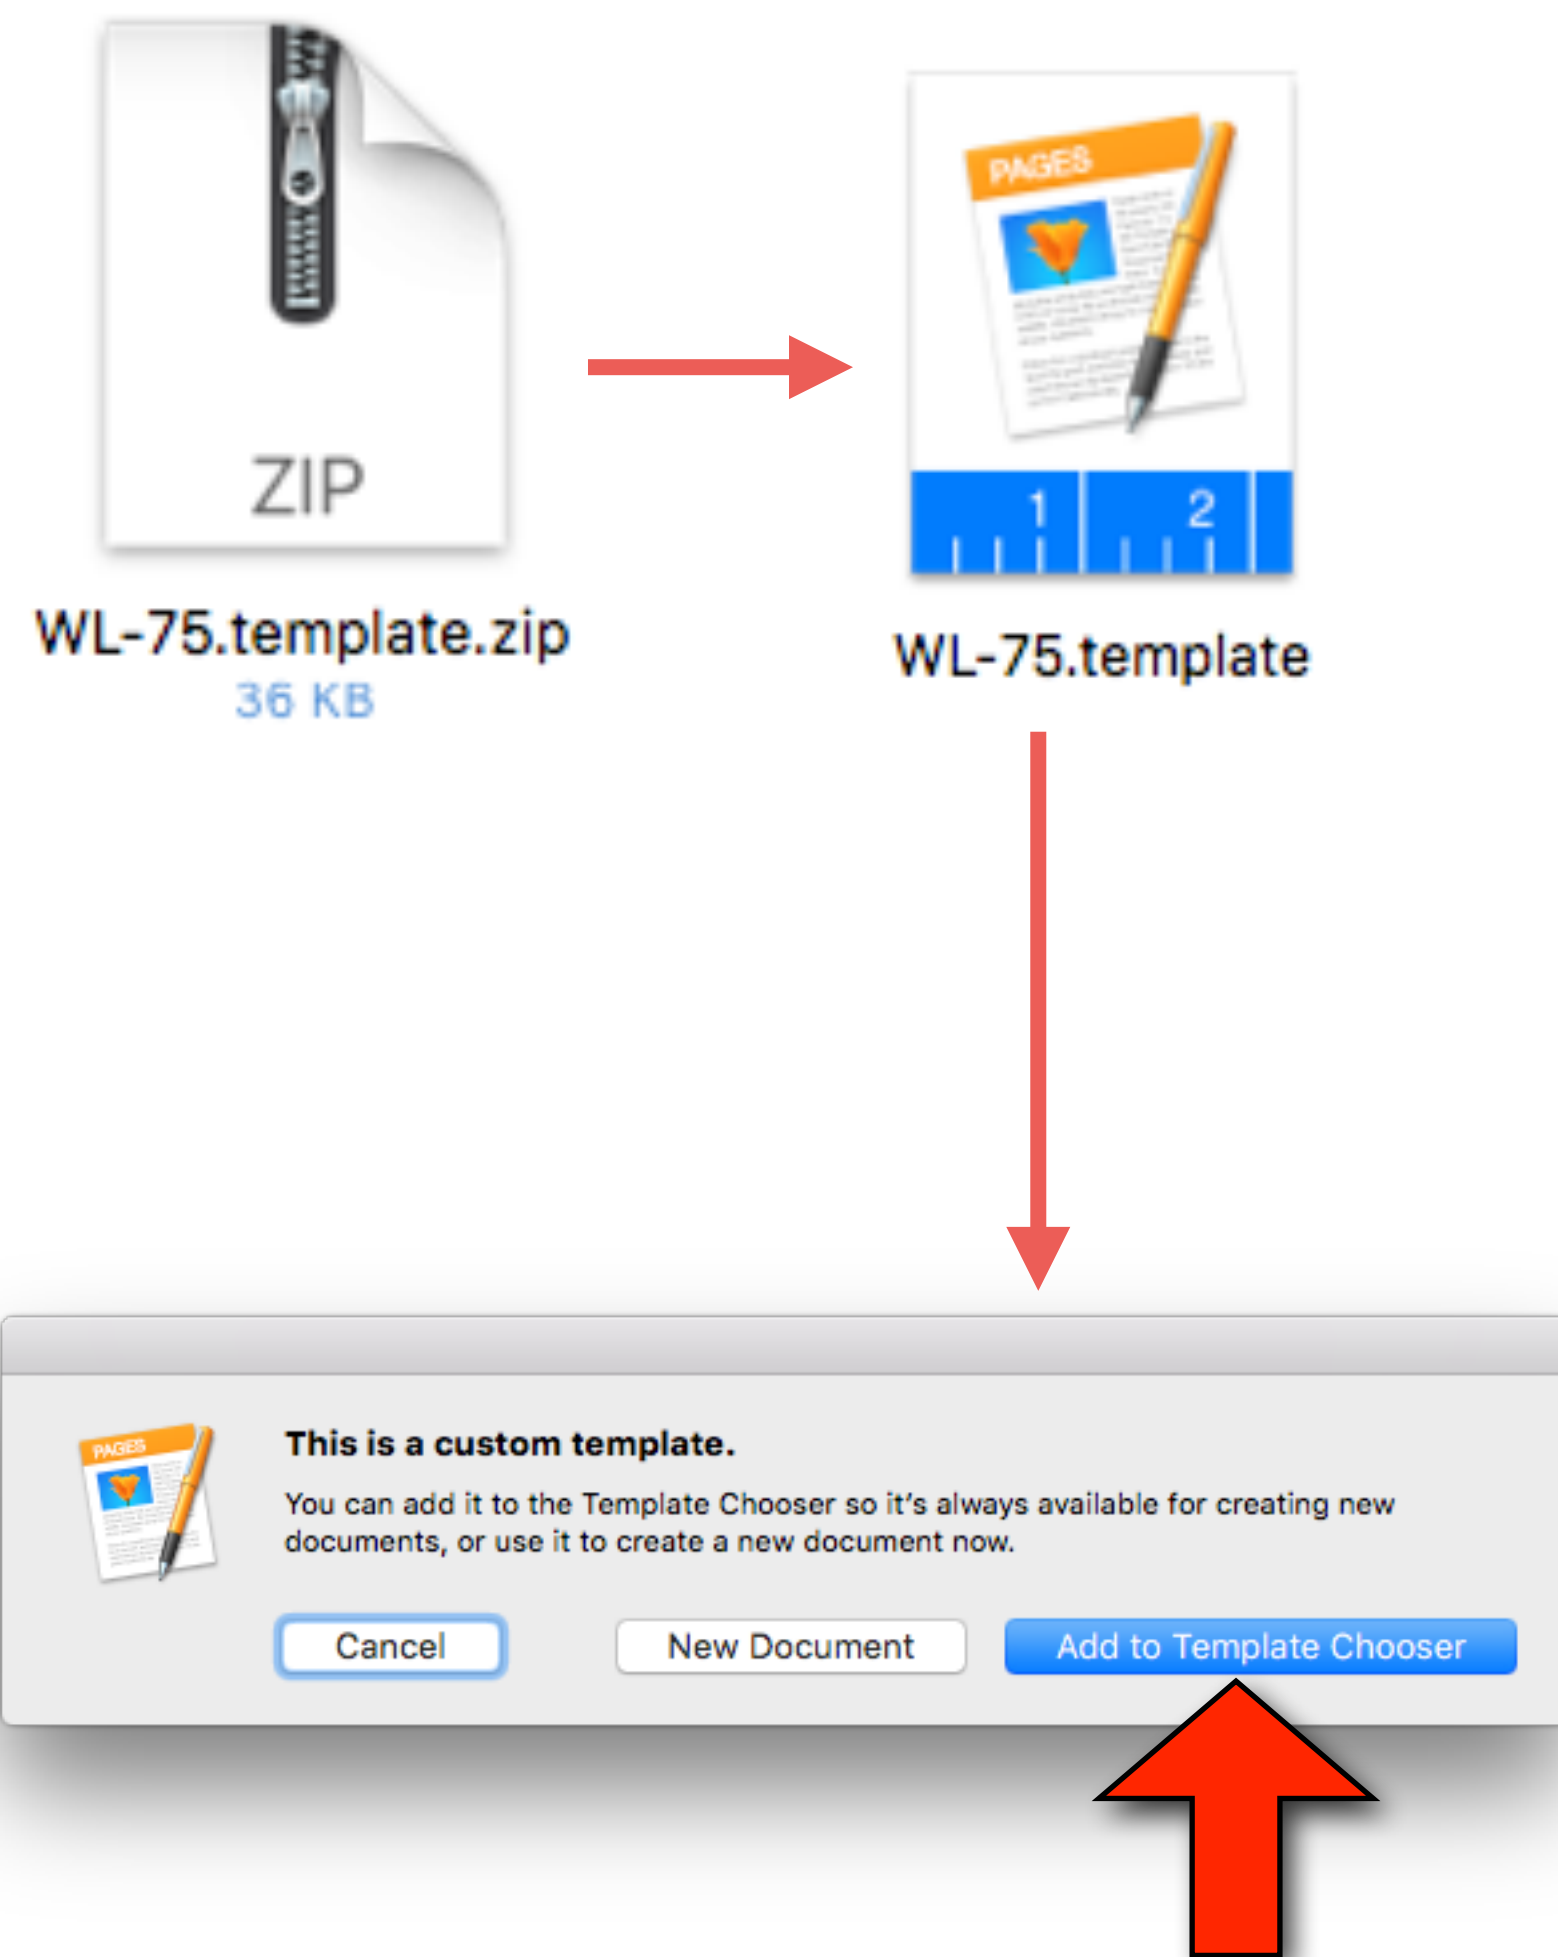 ZIP
WL-75.template.zip
36 KB
PAGES
1 2
WL-75.template
PAGES
This is a custom template.
You can add it to the Template Chooser so it's always available for creating new
documents, or use it to create a new document now.
Cancel
New Document
Add to Template Chooser